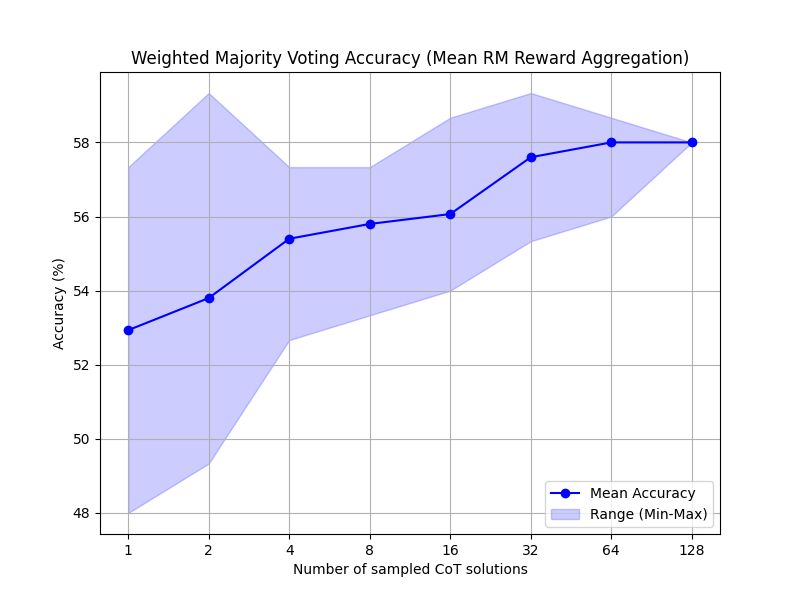 Weighted Majority Voting Accuracy (Mean RM Reward Aggregation)
Accuracy (%)
58
56
54
52
50
48
Mean Accuracy
Range (Min-Max)
1 2 4 8 16 32 64 128
Number of sampled CoT solutions